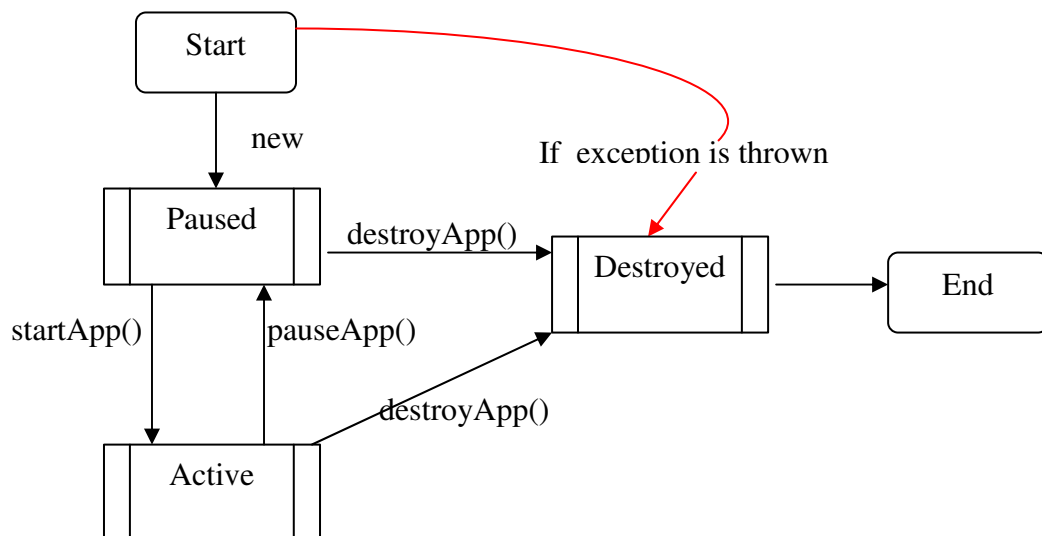 Start
new
If exception is thrown
Paused
destroyApp()
Destroyed
End
startApp()
pauseApp()
destroyApp()
Active